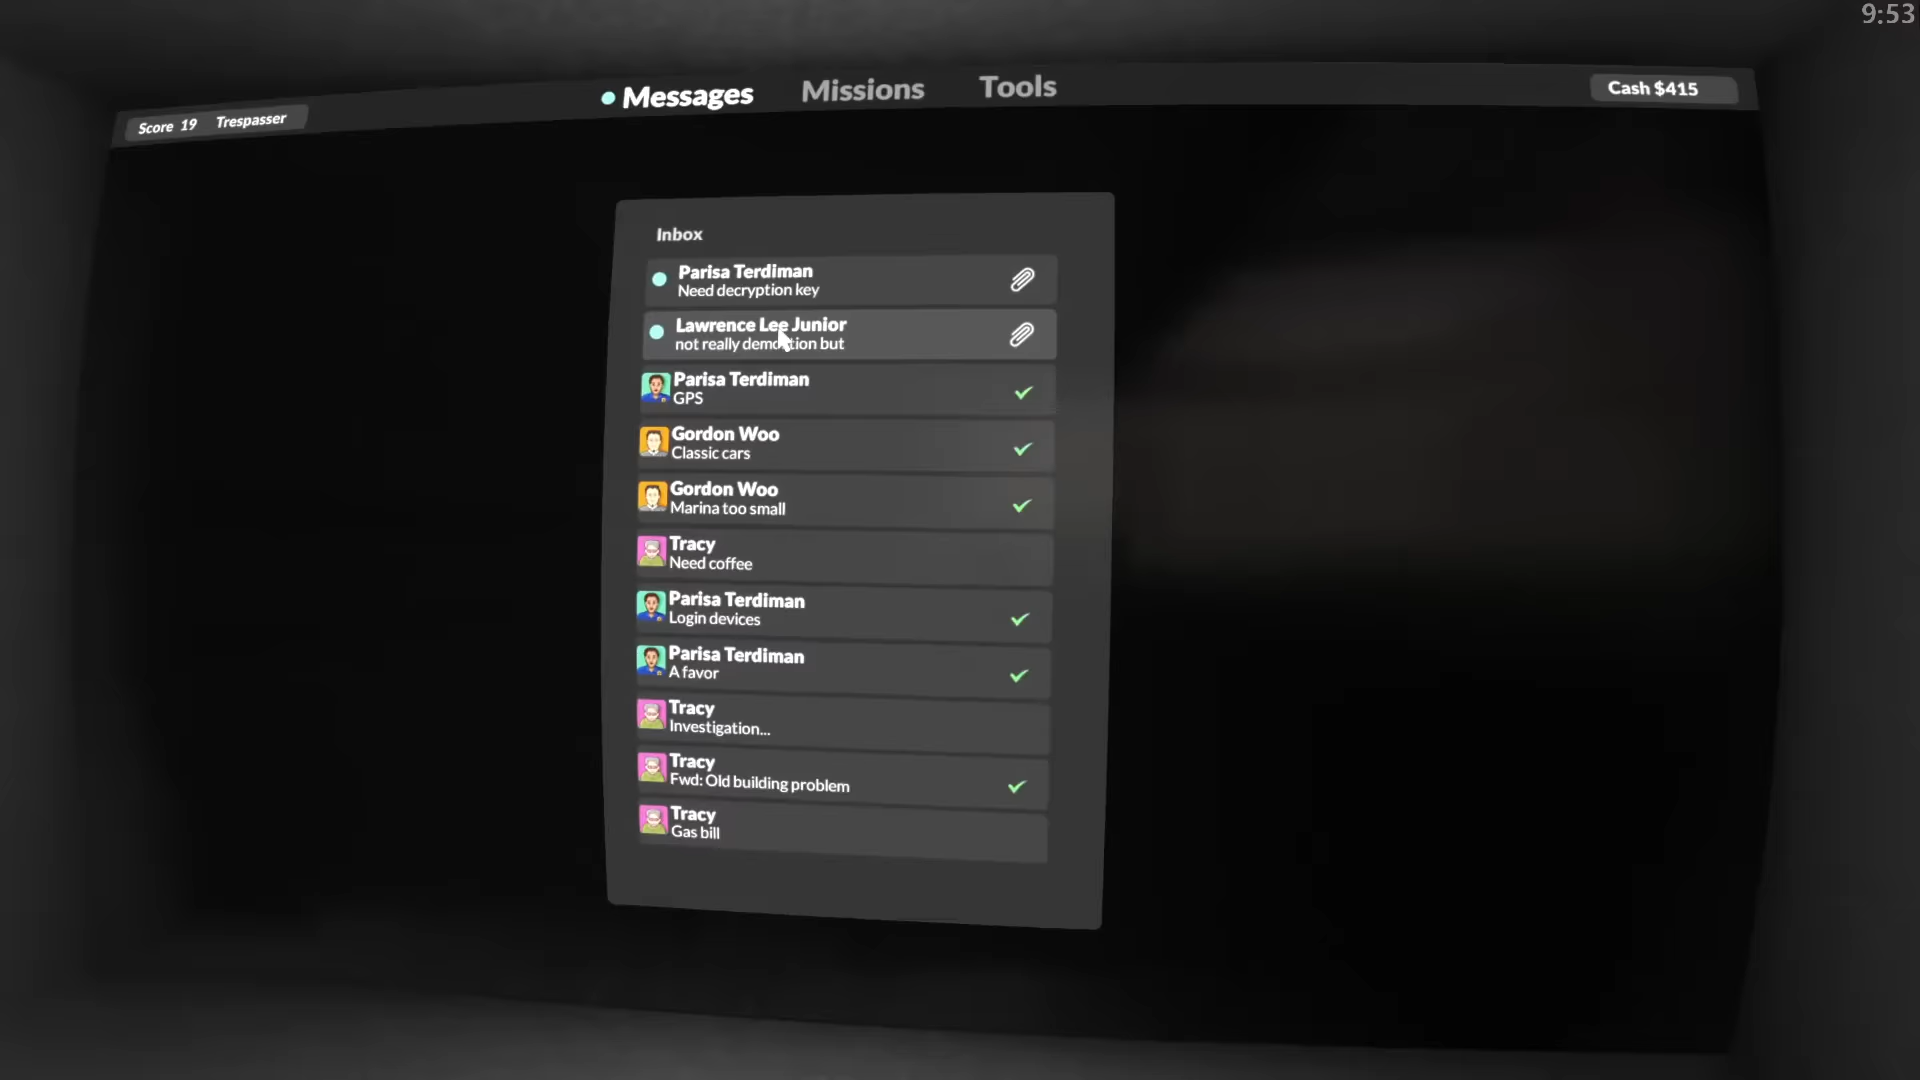 9:53
Messages Missions Tools
Cash $415
Score 19 Trespasser
Inbox
Parisa Terdiman
Need decryption key
Lawrence Lee Junior
not really demolition but
Parisa Terdiman
GPS
Gordon Woo
Classic cars
Gordon Woo
Marina too small
Tracy
Need coffee
Parisa Terdiman
Login devices
Parisa Terdiman
A favor
Tracy
Investigation...
Tracy
Fwd: Old building problem
Tracy
Gas bill